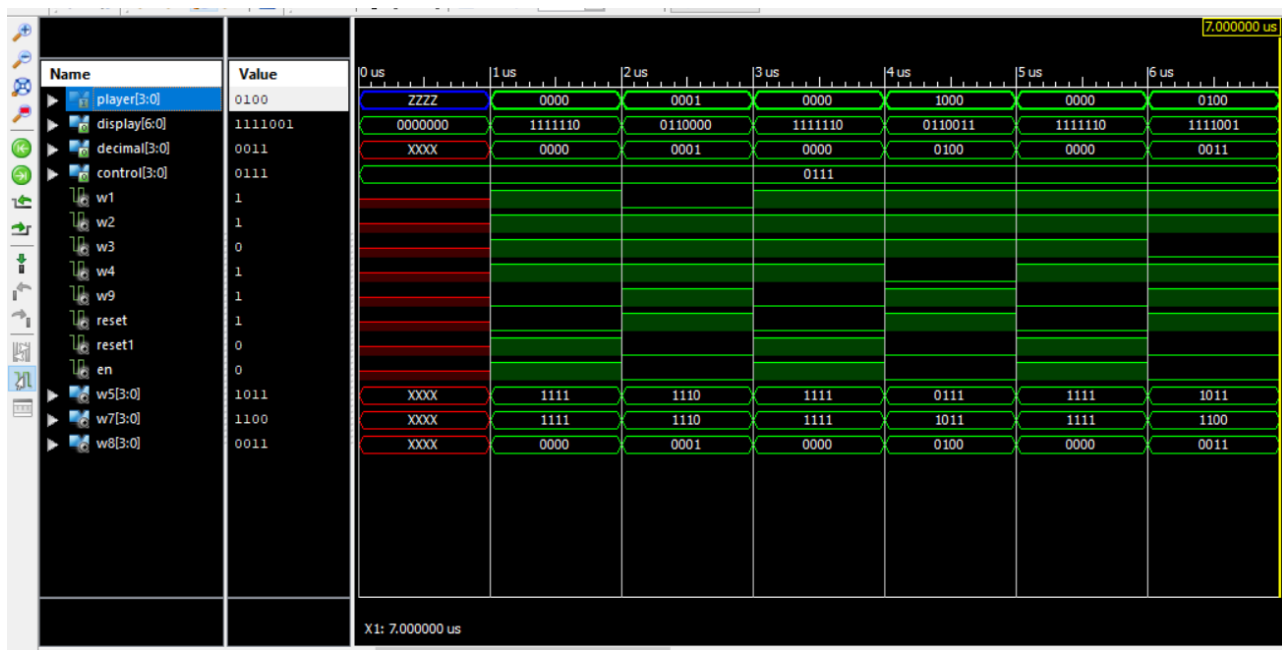 7.000000 us
Name Value 0 us 1 us 2 us 3 us 4 us 5 us 6 us
player[3:0] 0100 ZZZZ 0000 0001 0000 1000 0000 0100
display[6:0] 1111001 0000000 1111110 0110000 1111110 0110011 1111110 1111001
decimal[3:0] 0011 XXXX 0000 0001 0000 0100 0000 0011
control[3:0] 0111 0111
w1 1
w2 1
w3 0
w4 1
w9 1
reset 1
reset1 0
en 0
w5[3:0] 1011 XXXX 1111 1110 1111 0111 1111 1011
w7[3:0] 1100 XXXX 1111 1110 1111 1011 1111 1100
w8[3:0] 0011 XXXX 0000 0001 0000 0100 0000 0011
X1: 7.000000 us